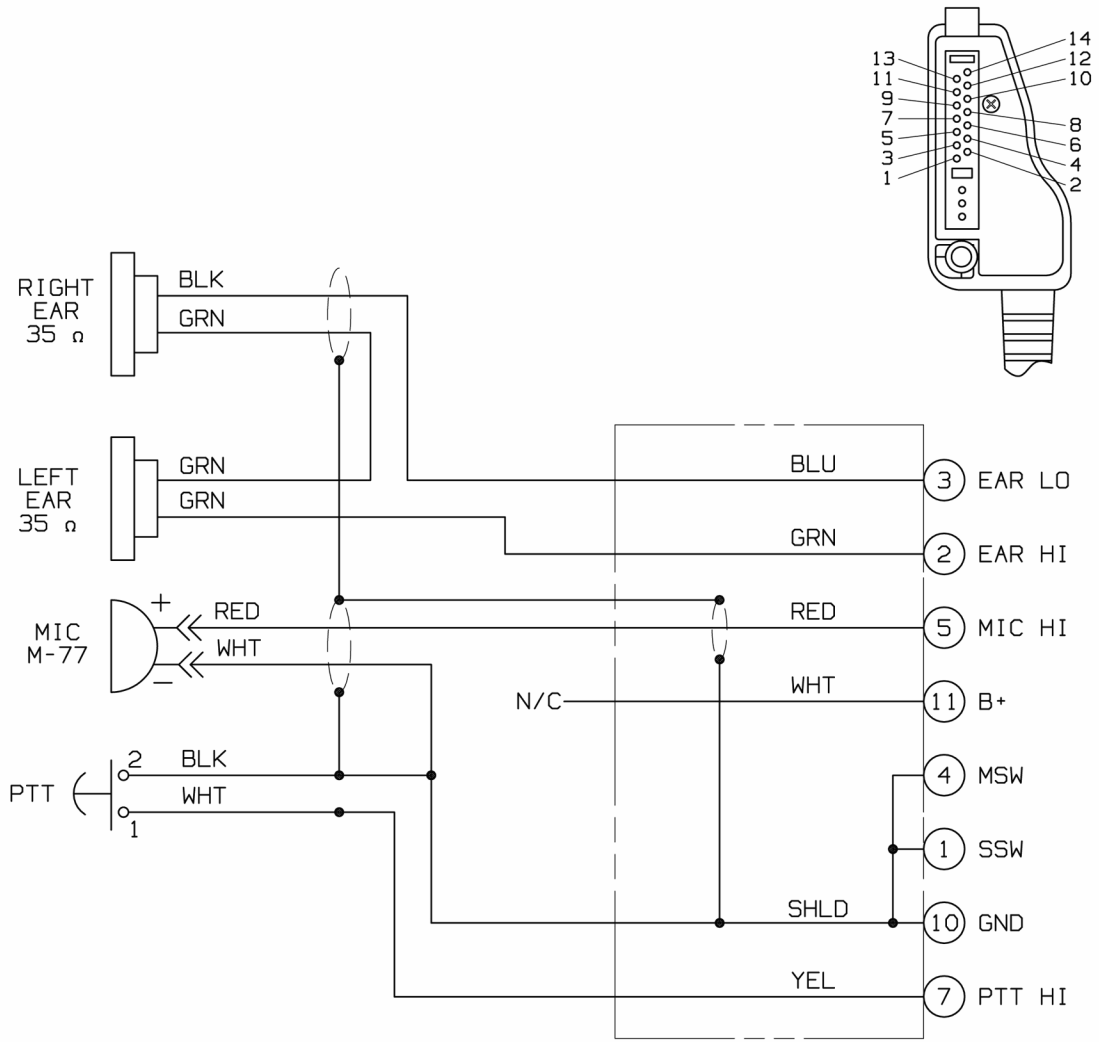 14
13
12
11
10
9
8
7
6
5
4
3
2
1
RIGHT
EAR
35 Ω
BLK
GRN
LEFT
EAR
35 Ω
GRN
GRN
BLU
3 EAR LO
GRN
2 EAR HI
MIC
M-77
+
RED
RED
5 MIC HI
WHT
−
N/C
WHT
11 B+
PTT
2
BLK
4 MSW
WHT
1
1 SSW
SHLD
10 GND
YEL
7 PTT HI